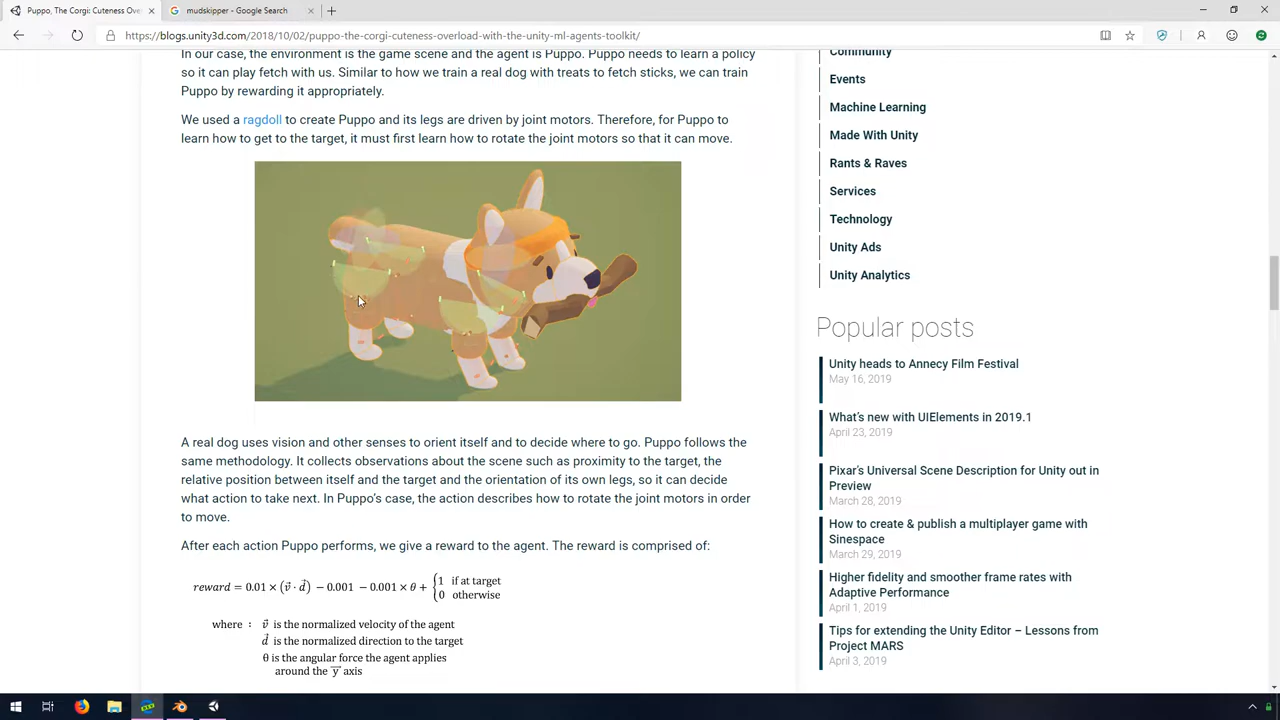 Puppo, The Corgi: Cuteness Over
mudskipper - Google Search
https://blogs.unity3d.com/2018/10/02/puppo-the-corgi-cuteness-overload-with-the-unity-ml-agents-toolkit/
In our case, the environment is the game scene and the agent is Puppo. Puppo needs to learn a policy
so it can play fetch with us. Similar to how we train a real dog with treats to fetch sticks, we can train
Puppo by rewarding it appropriately.
We used a ragdoll to create Puppo and its legs are driven by joint motors. Therefore, for Puppo to
learn how to get to the target, it must first learn how to rotate the joint motors so that it can move.
A real dog uses vision and other senses to orient itself and to decide where to go. Puppo follows the
same methodology. It collects observations about the scene such as proximity to the target, the
relative position between itself and the target and the orientation of its own legs, so it can decide
what action to take next. In Puppo's case, the action describes how to rotate the joint motors in order
to move.
After each action Puppo performs, we give a reward to the agent. The reward is comprised of:
reward = 0.01 × (v⃗ · d⃗) − 0.001 − 0.001 × θ + { 1 if at target
0 otherwise
where : v⃗ is the normalized velocity of the agent
d⃗ is the normalized direction to the target
θ is the angular force the agent applies
around the y⃗ axis
Community
Events
Machine Learning
Made With Unity
Rants & Raves
Services
Technology
Unity Ads
Unity Analytics
Popular posts
Unity heads to Annecy Film Festival
May 16, 2019
What's new with UIElements in 2019.1
April 23, 2019
Pixar's Universal Scene Description for Unity out in
Preview
March 28, 2019
How to create & publish a multiplayer game with
Sinespace
March 29, 2019
Higher fidelity and smoother frame rates with
Adaptive Performance
April 1, 2019
Tips for extending the Unity Editor – Lessons from
Project MARS
April 3, 2019